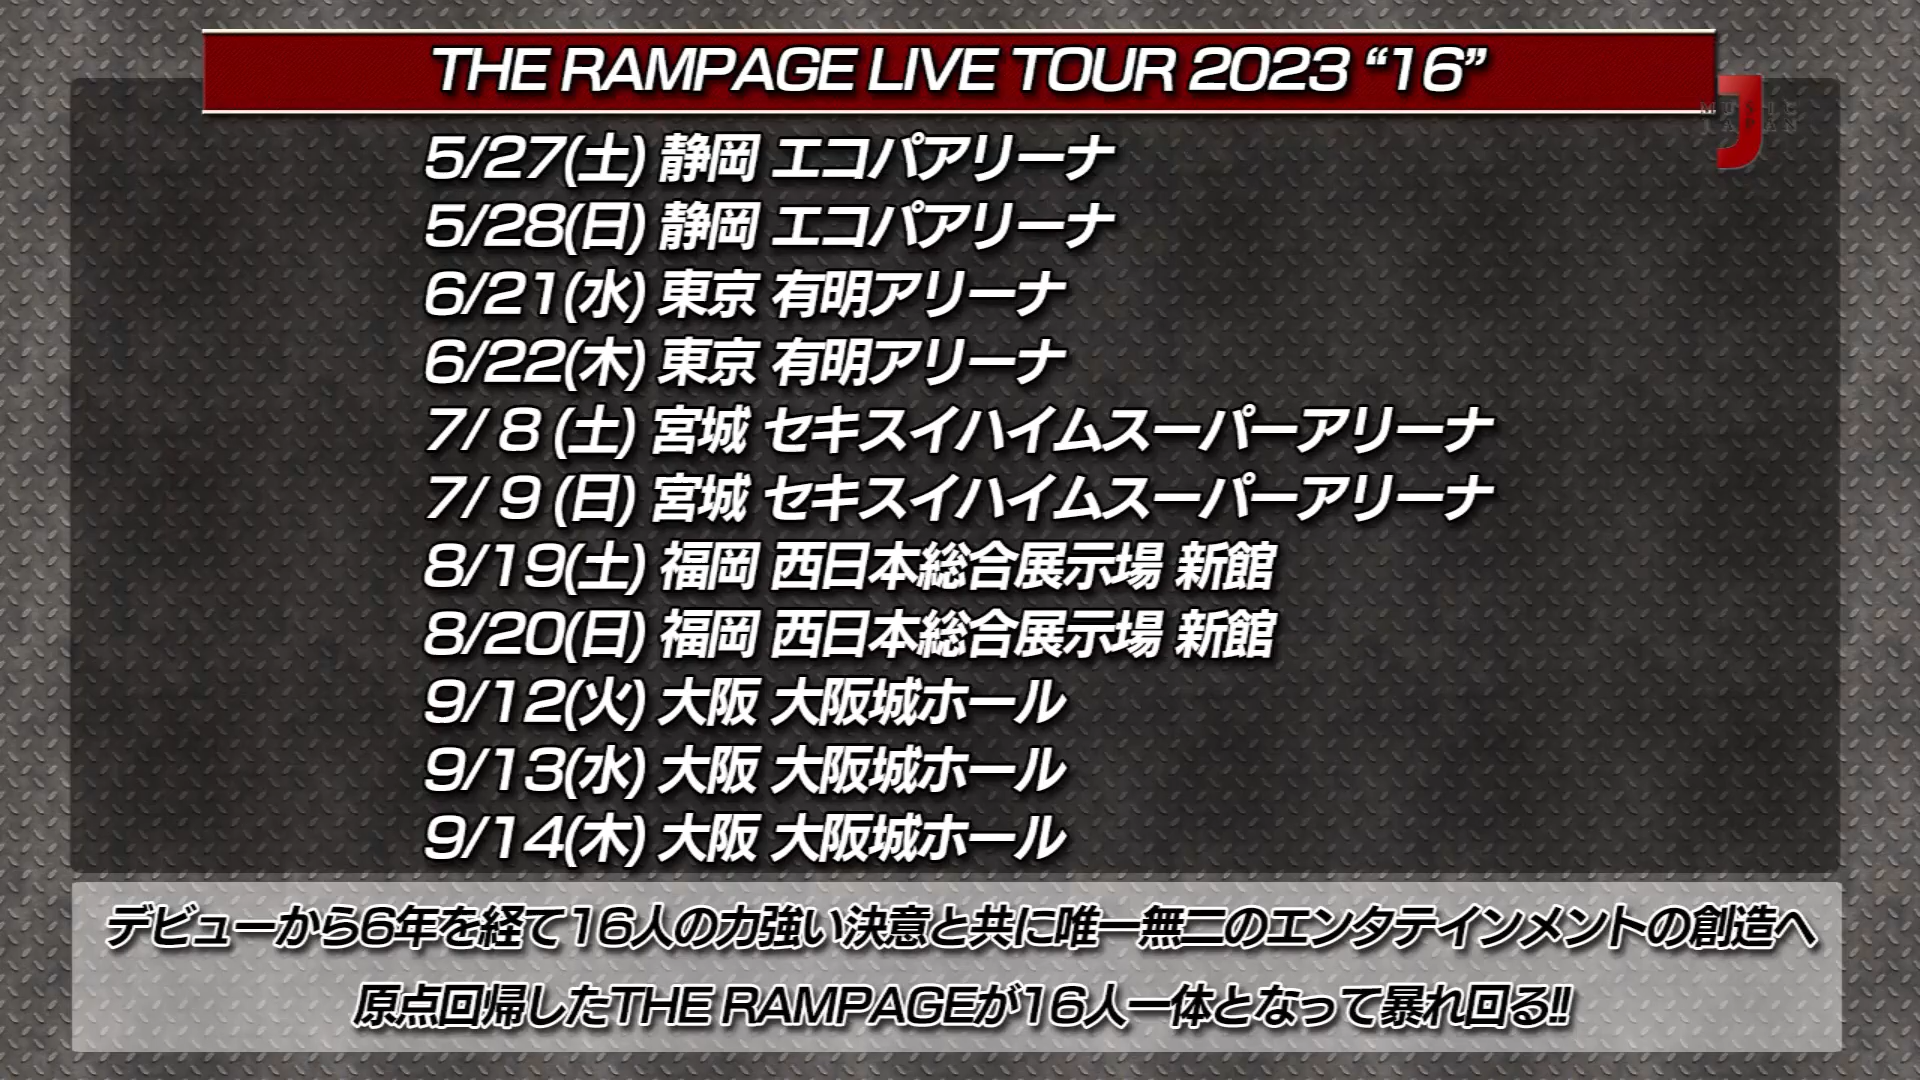 THE RAMPAGE LIVE TOUR 2023 “16”
MUSIC
JAPAN
J
5/27(土) 静岡 エコパアリーナ
5/28(日) 静岡 エコパアリーナ
6/21(水) 東京 有明アリーナ
6/22(木) 東京 有明アリーナ
7/ 8 (土) 宮城 セキスイハイムスーパーアリーナ
7/ 9 (日) 宮城 セキスイハイムスーパーアリーナ
8/19(土) 福岡 西日本総合展示場 新館
8/20(日) 福岡 西日本総合展示場 新館
9/12(火) 大阪 大阪城ホール
9/13(水) 大阪 大阪城ホール
9/14(木) 大阪 大阪城ホール
デビューから6年を経て16人の力強い決意と共に唯一無二のエンタテインメントの創造へ
原点回帰したTHE RAMPAGEが16人一体となって暴れ回る!!